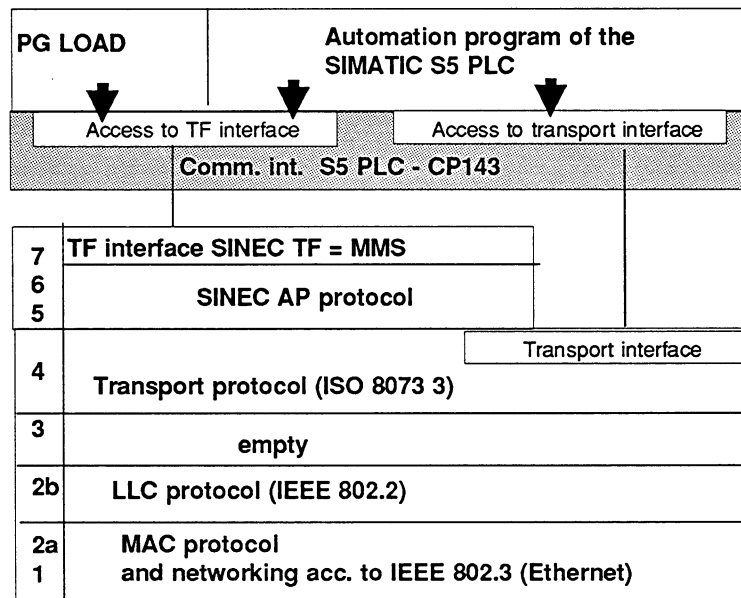 PG LOAD
Automation program of the
SIMATIC S5 PLC
Access to TF interface
Access to transport interface
Comm. int. S5 PLC - CP143
7
TF interface SINEC TF = MMS
6
5
SINEC AP protocol
Transport interface
4
Transport protocol (ISO 8073 3)
3
empty
2b
LLC protocol (IEEE 802.2)
2a
MAC protocol
1
and networking acc. to IEEE 802.3 (Ethernet)